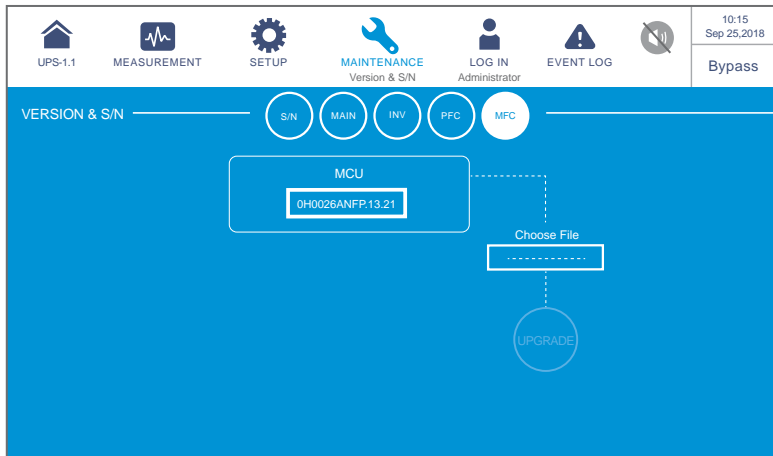 UPS-1.1
MEASUREMENT
SETUP
MAINTENANCE
Version & S/N
LOG IN
Administrator
EVENT LOG
10:15
Sep 25,2018
Bypass
VERSION & S/N
S/N
MAIN
INV
PFC
MFC
MCU
0H0026ANFP.13.21
Choose File
UPGRADE